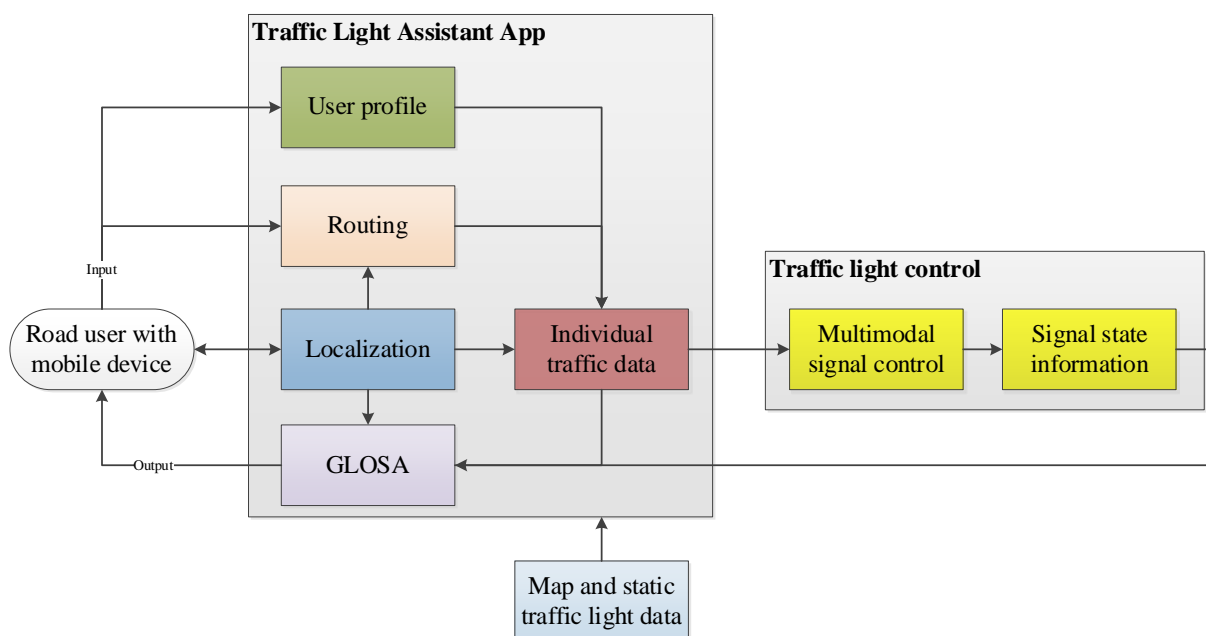 Traffic Light Assistant App
User profile
Routing
Input
Traffic light control
Road user with
mobile device
Localization
Individual
traffic data
Multimodal
signal control
Signal state
information
Output
GLOSA
Map and static
traffic light data